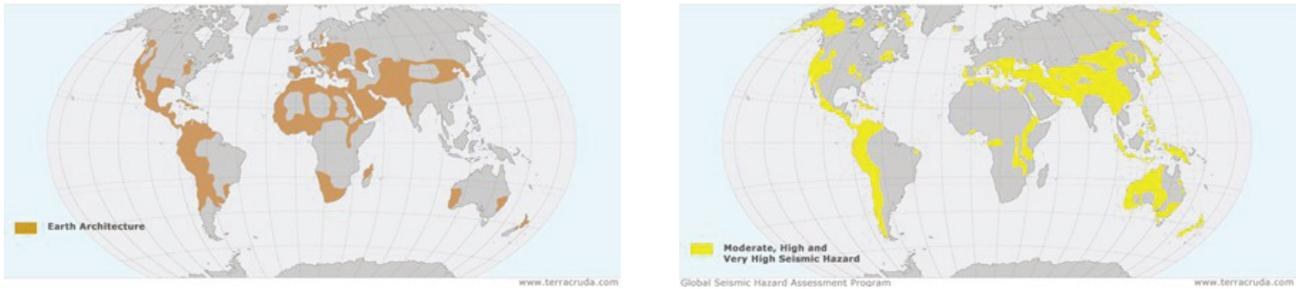 Earth Architecture
www.terracruda.com
Moderate, High and
Very High Seismic Hazard
Global Seismic Hazard Assessment Program
www.terracruda.com